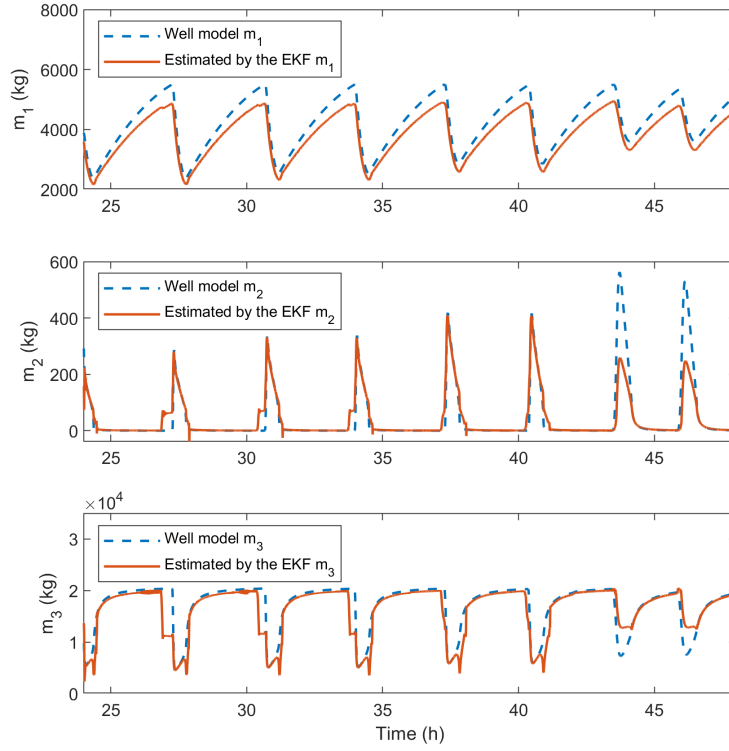 8000
6000
4000
2000
m1 (kg)
Well model m1
Estimated by the EKF m1
25 30 35 40 45
600
400
200
0
m2 (kg)
Well model m2
Estimated by the EKF m2
25 30 35 40 45
×10^4
3
2
1
0
m3 (kg)
Well model m3
Estimated by the EKF m3
25 30 35 40 45
Time (h)